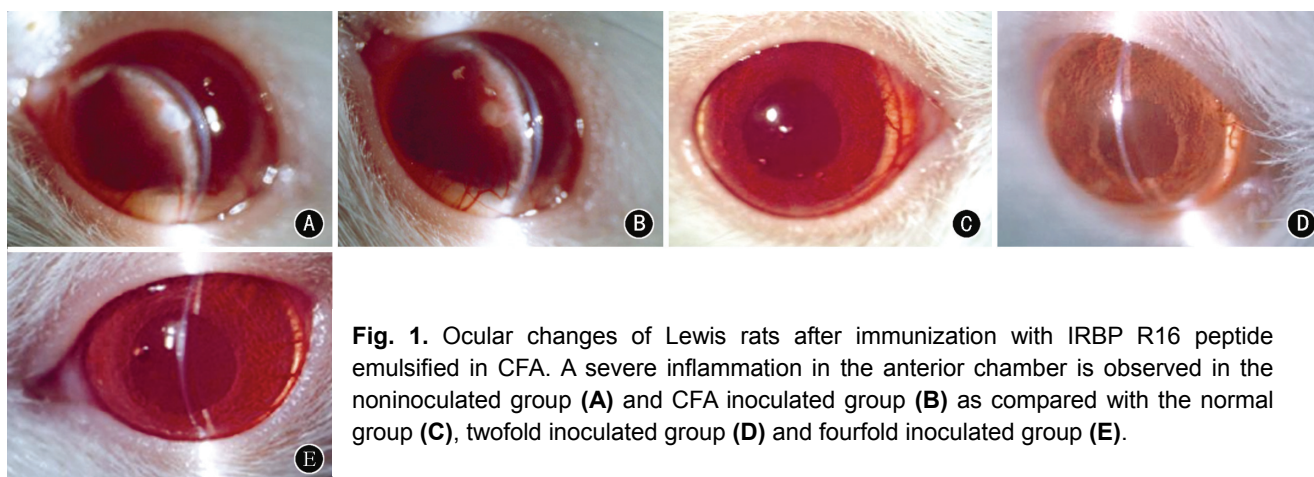 A
B
C
D
E
Fig. 1. Ocular changes of Lewis rats after immunization with IRBP R16 peptide
emulsified in CFA. A severe inflammation in the anterior chamber is observed in the
noninoculated group (A) and CFA inoculated group (B) as compared with the normal
group (C), twofold inoculated group (D) and fourfold inoculated group (E).